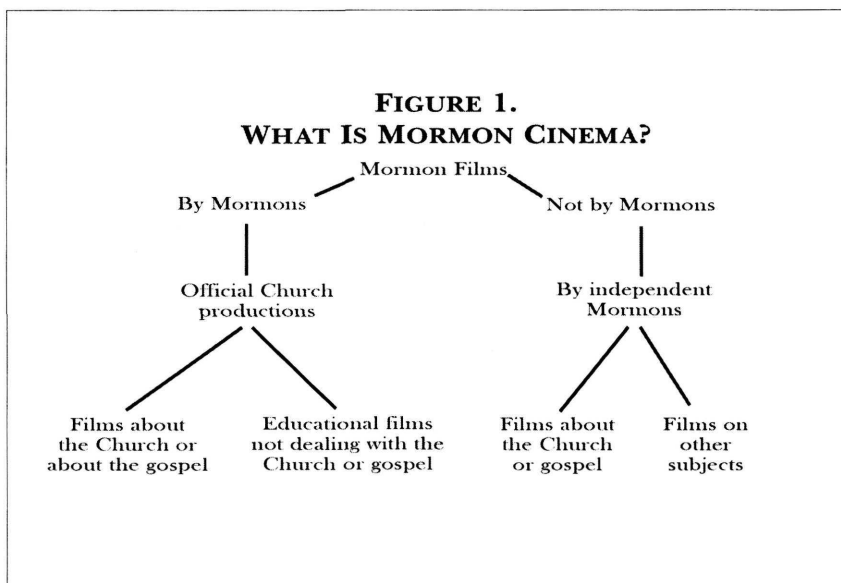 FIGURE 1.
WHAT IS MORMON CINEMA?
Mormon Films
By Mormons
Not by Mormons
Official Church
productions
By independent
Mormons
Films about
the Church or
about the gospel
Educational films
not dealing with the
Church or gospel
Films about
the Church
or gospel
Films on
other
subjects